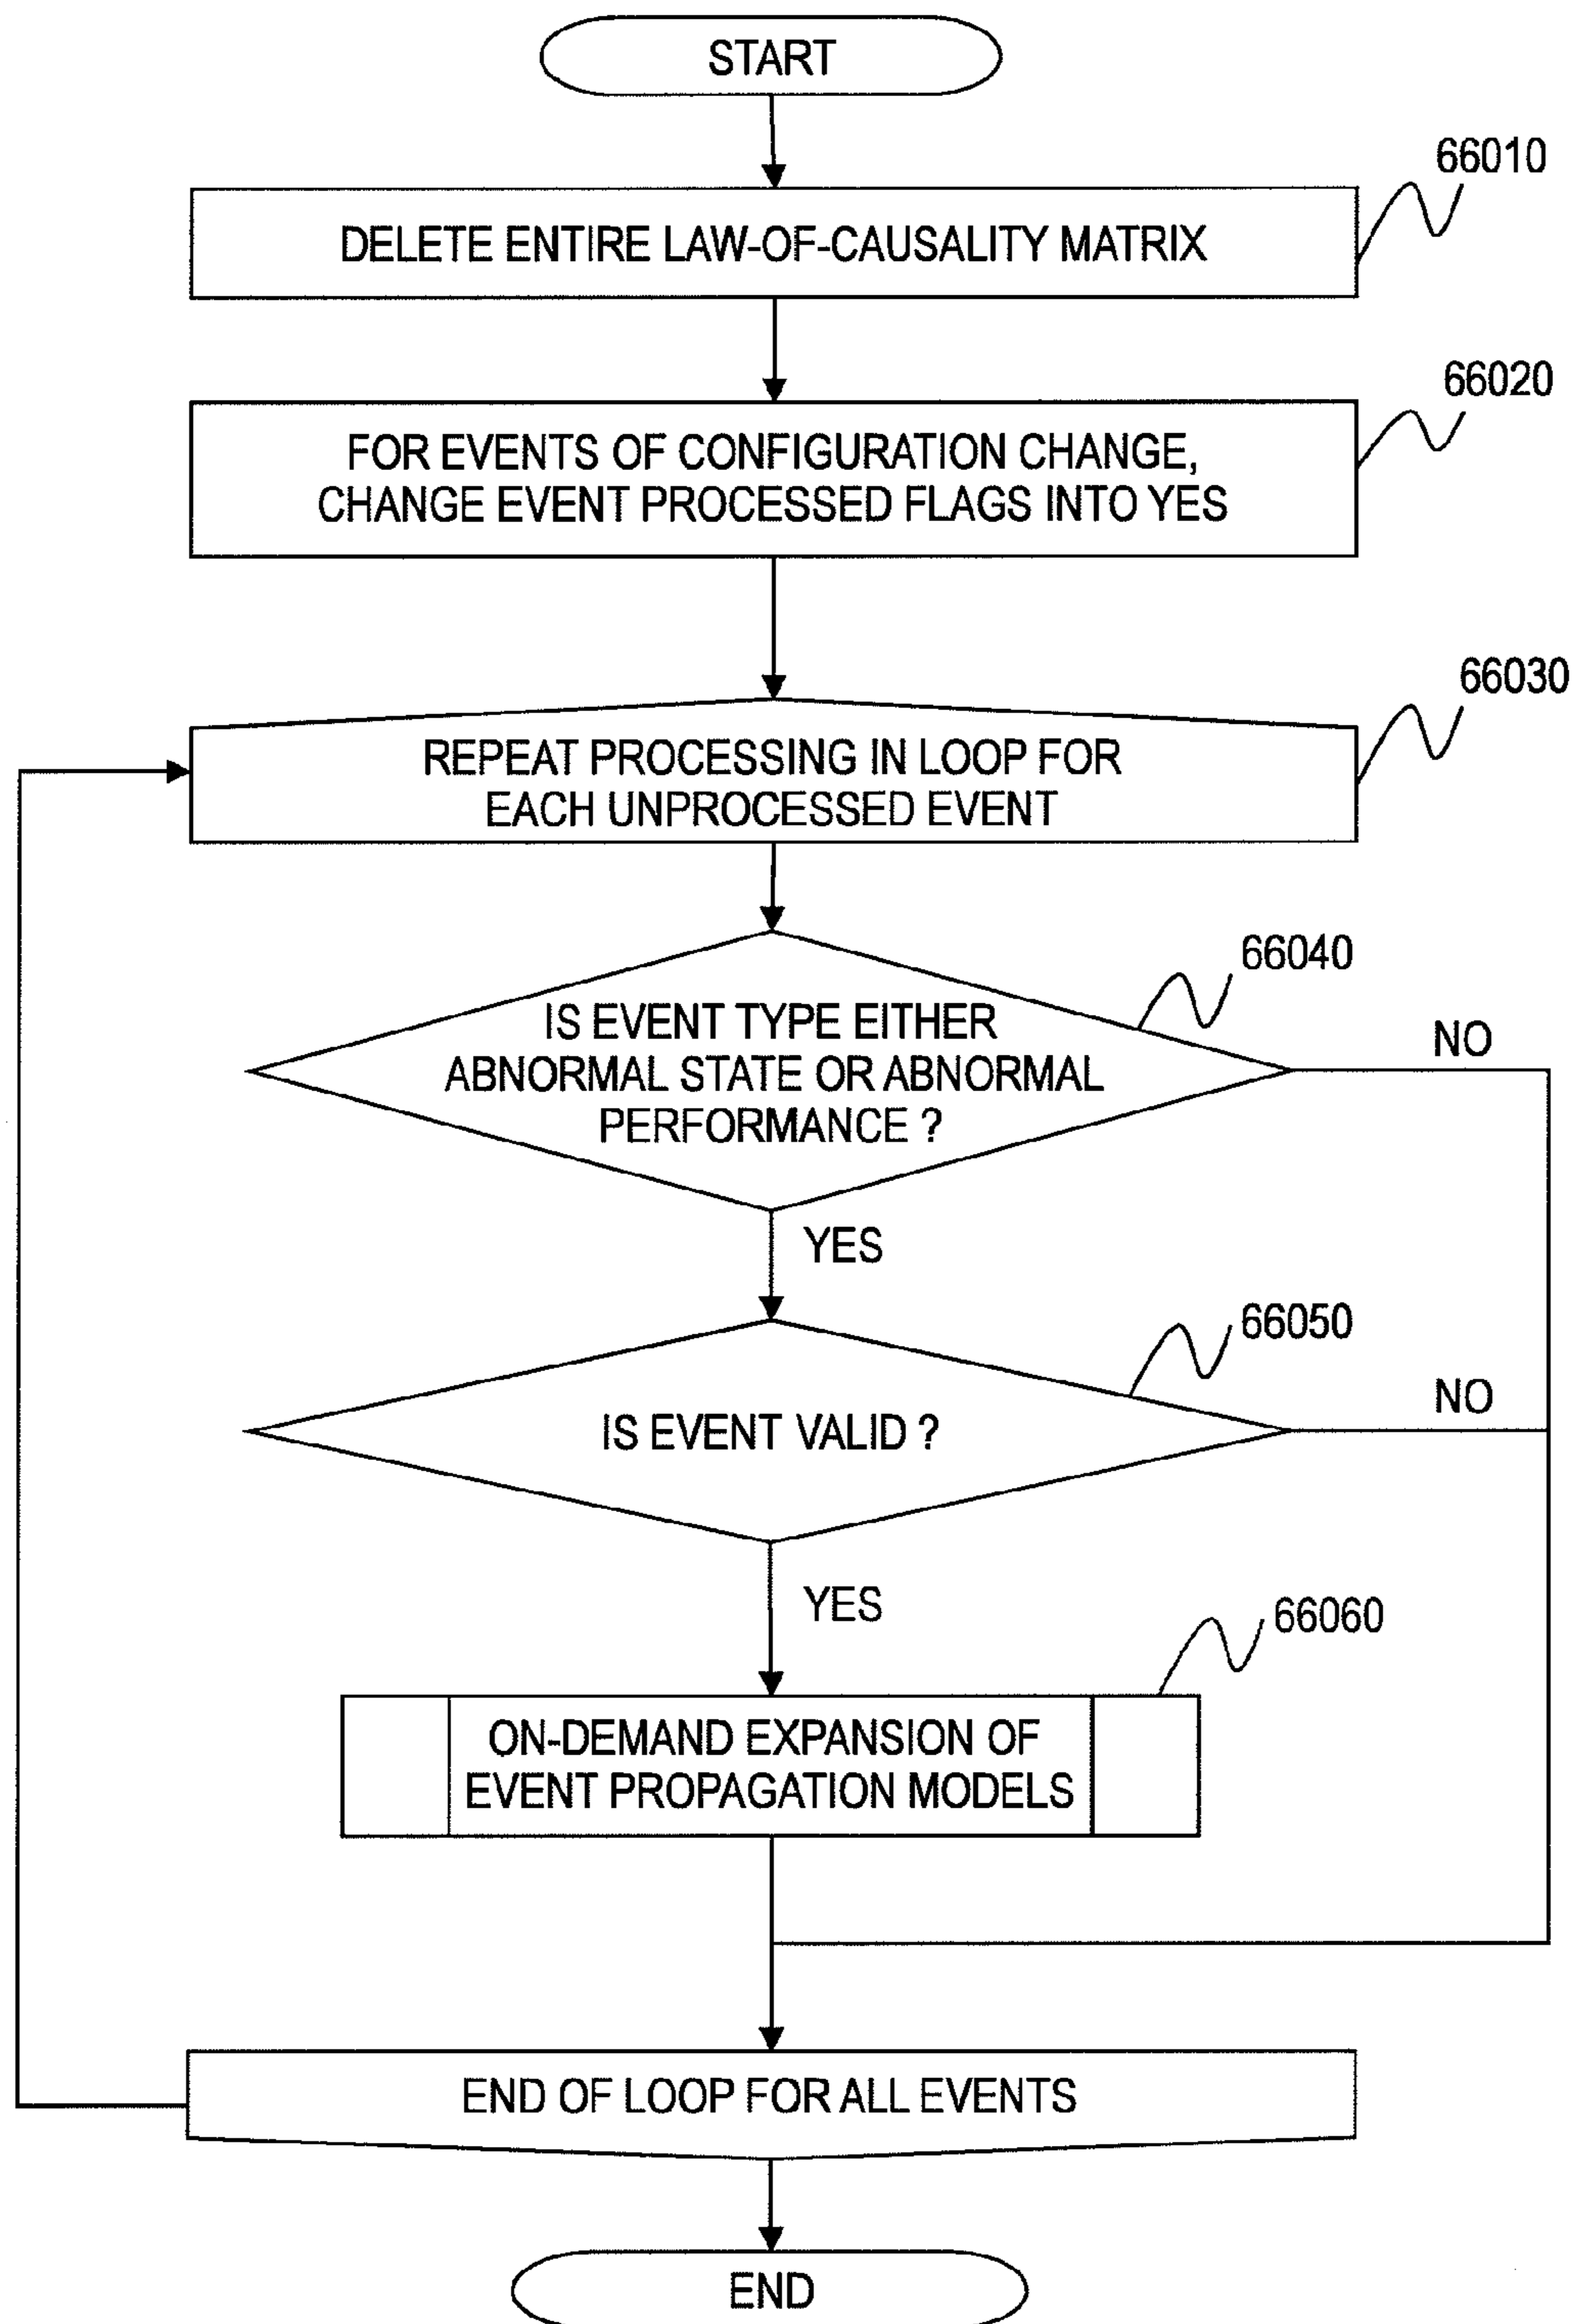 START
66010
DELETE ENTIRE LAW-OF-CAUSALITY MATRIX
66020
FOR EVENTS OF CONFIGURATION CHANGE,
CHANGE EVENT PROCESSED FLAGS INTO YES
66030
REPEAT PROCESSING IN LOOP FOR
EACH UNPROCESSED EVENT
66040
IS EVENT TYPE EITHER
ABNORMAL STATE OR ABNORMAL
PERFORMANCE ?
NO
YES
66050
IS EVENT VALID ?
NO
YES
66060
ON-DEMAND EXPANSION OF
EVENT PROPAGATION MODELS
END OF LOOP FOR ALL EVENTS
END